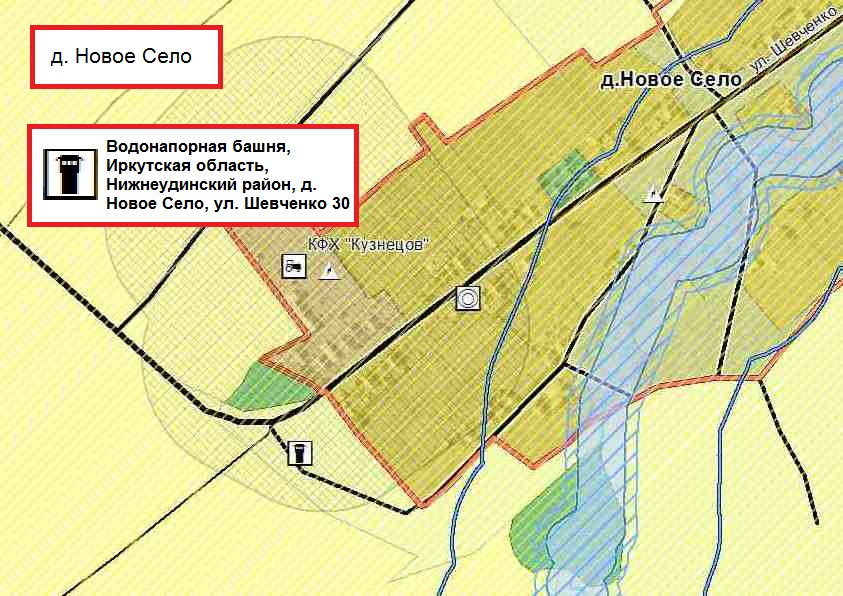 д. Новое Село
Водонапорная башня,
Иркутская область,
Нижнеудинский район, д.
Новое Село, ул. Шевченко 30
ул. Шевченко
д.Новое Село
КФХ "Кузнецов"